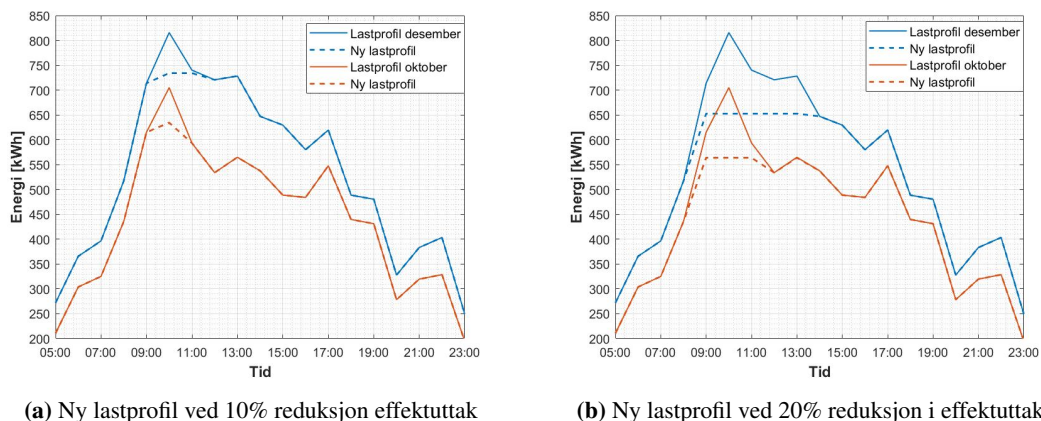 850
800
750
700
650
600
550
500
450
400
350
300
250
200
Energi [kWh]
05:00 07:00 09:00 11:00 13:00 15:00 17:00 19:00 21:00 23:00
Tid
Lastprofil desember
Ny lastprofil
Lastprofil oktober
Ny lastprofil
(a) Ny lastprofil ved 10% reduksjon effektuttak
850
800
750
700
650
600
550
500
450
400
350
300
250
200
Energi [kWh]
05:00 07:00 09:00 11:00 13:00 15:00 17:00 19:00 21:00 23:00
Tid
Lastprofil desember
Ny lastprofil
Lastprofil oktober
Ny lastprofil
(b) Ny lastprofil ved 20% reduksjon i effektuttak